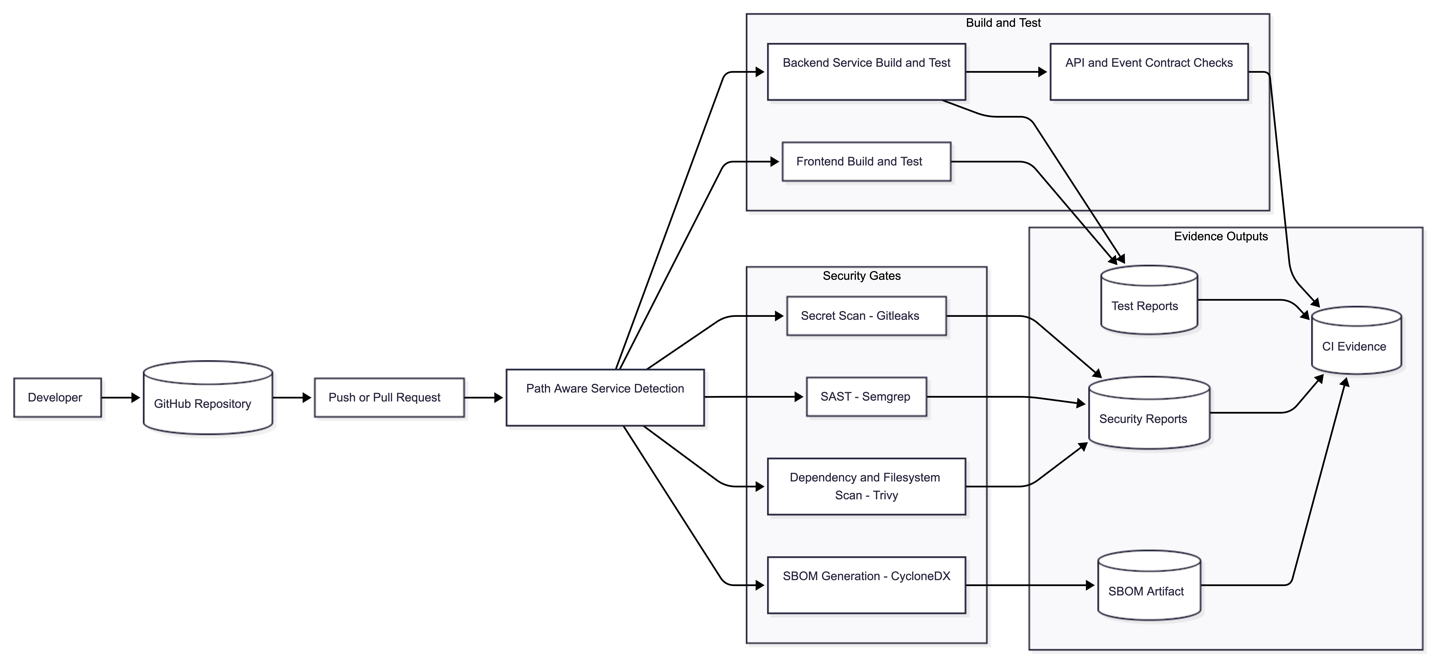 Build and Test
Backend Service Build and Test
API and Event Contract Checks
Frontend Build and Test
Evidence Outputs
Security Gates
Test Reports
Secret Scan - Gitleaks
CI Evidence
Developer
GitHub Repository
Push or Pull Request
Path Aware Service Detection
SAST - Semgrep
Security Reports
Dependency and Filesystem
Scan - Trivy
SBOM Generation - CycloneDX
SBOM Artifact